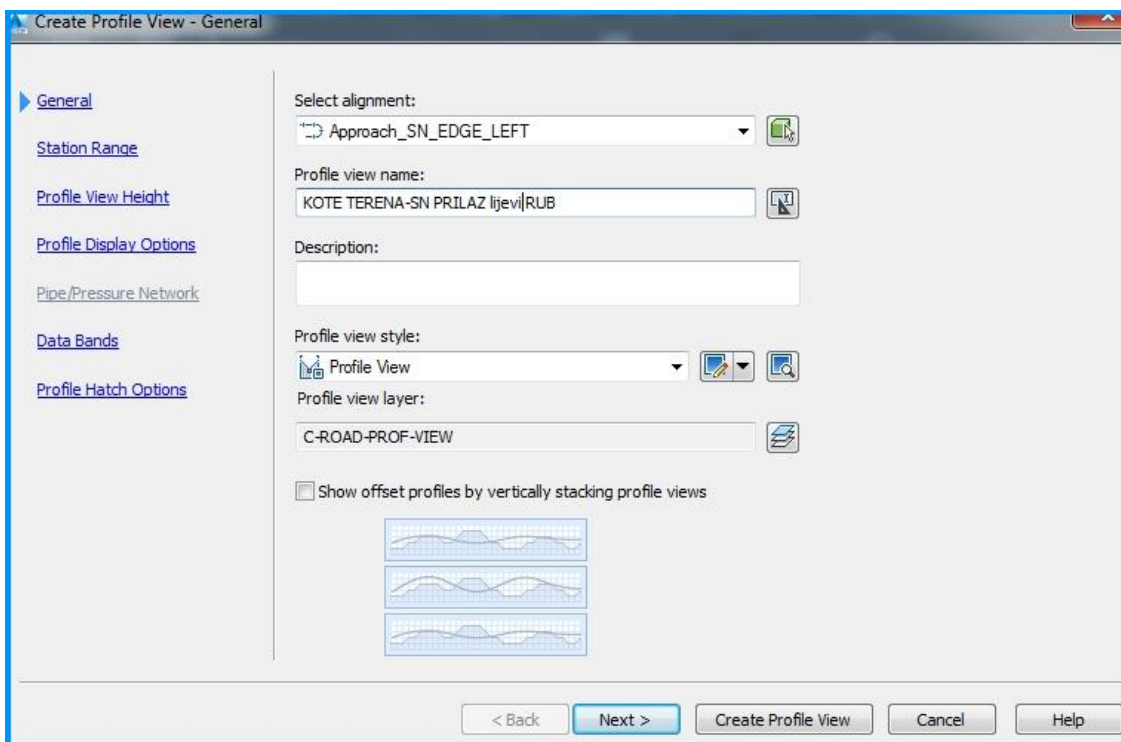 Create Profile View - General
General
Station Range
Profile View Height
Profile Display Options
Pipe/Pressure Network
Data Bands
Profile Hatch Options
Select alignment:
Approach_SN_EDGE_LEFT
Profile view name:
KOTE TERENA-SN PRILAZ lijevi RUB
Description:
Profile view style:
Profile View
Profile view layer:
C-ROAD-PROF-VIEW
Show offset profiles by vertically stacking profile views
< Back Next > Create Profile View Cancel Help